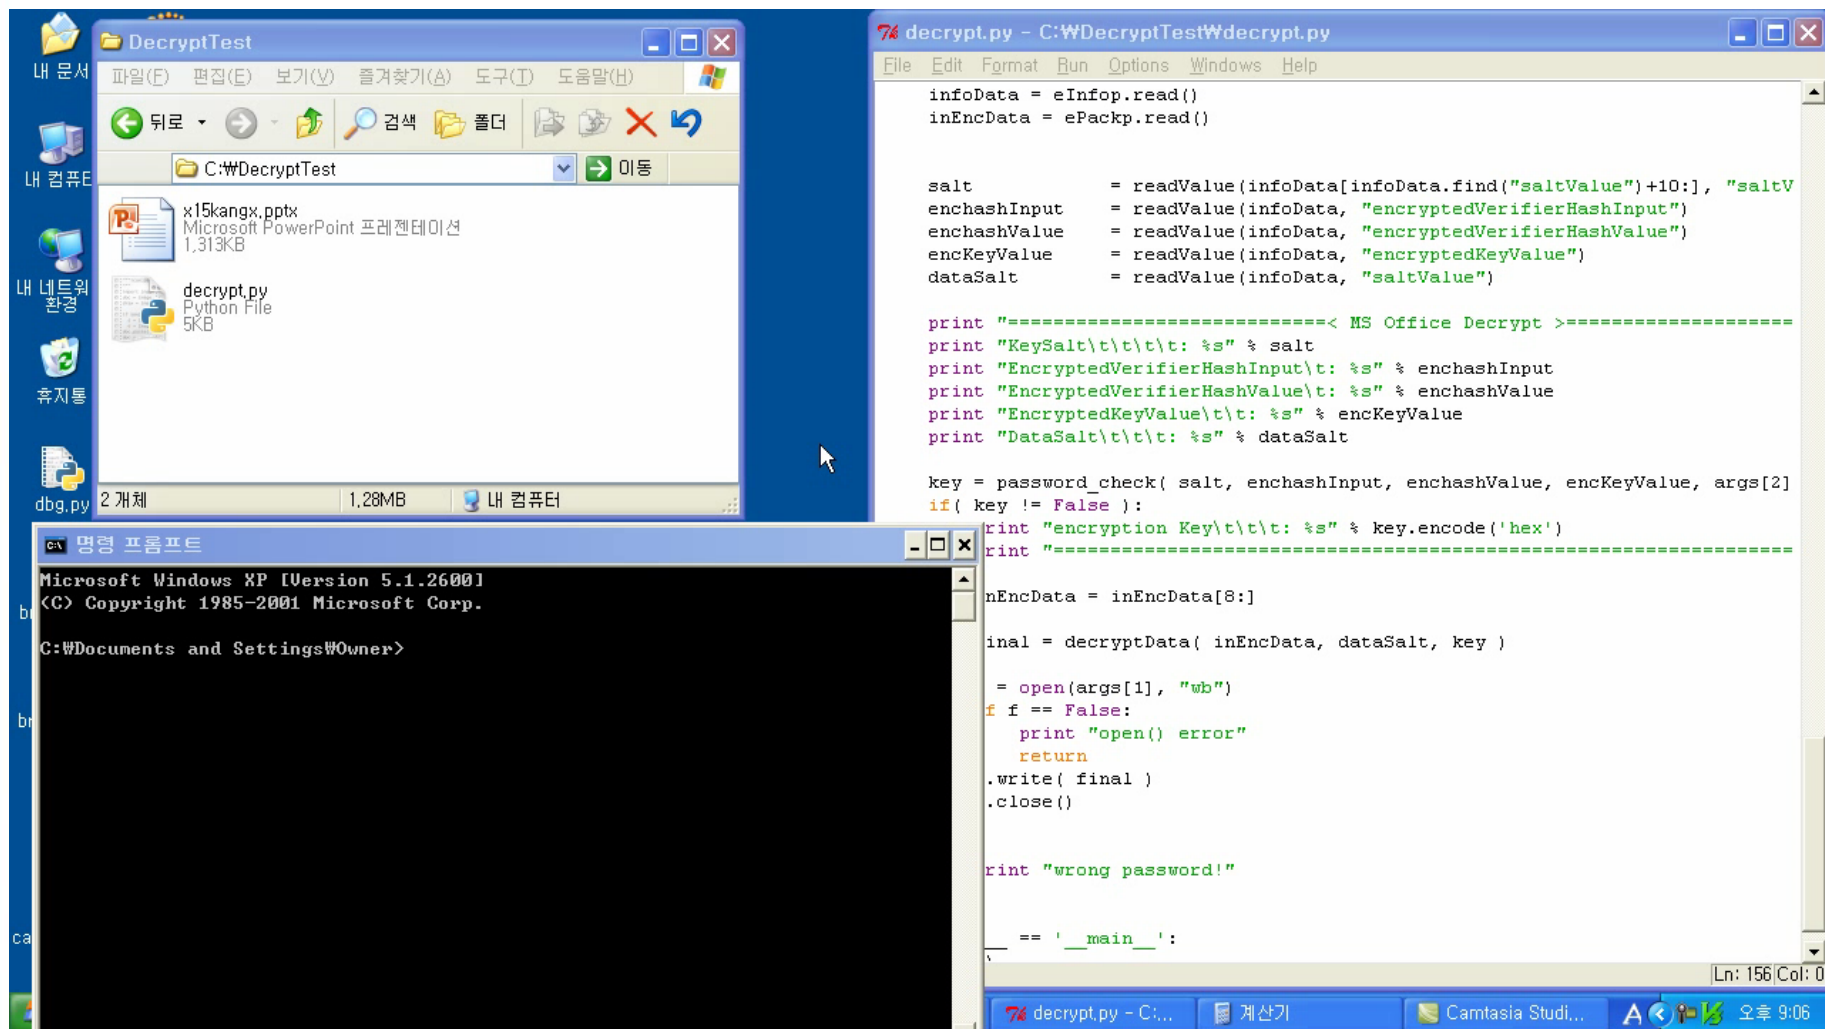 내 문서
내 컴퓨터
내 네트워
환경
휴지통
dbg.py
DecryptTest
파일(F) 편집(E) 보기(V) 즐겨찾기(A) 도구(T) 도움말(H)
뒤로 검색 폴더
C:₩DecryptTest 이동
x15kangx.pptx
Microsoft PowerPoint 프레젠테이션
1,313KB
decrypt.py
Python File
5KB
2 개체 1,28MB 내 컴퓨터
명령 프롬프트
Microsoft Windows XP [Version 5.1.2600]
(C) Copyright 1985-2001 Microsoft Corp.
C:₩Documents and Settings₩Owner>
decrypt.py - C:₩DecryptTest₩decrypt.py
File Edit Format Run Options Windows Help
infoData = eInfop.read()
inEncData = ePackp.read()
salt = readValue(infoData[infoData.find("saltValue")+10:], "saltV
enchashInput = readValue(infoData, "encryptedVerifierHashInput")
enchashValue = readValue(infoData, "encryptedVerifierHashValue")
encKeyValue = readValue(infoData, "encryptedKeyValue")
dataSalt = readValue(infoData, "saltValue")
print "============================< MS Office Decrypt >====================
print "KeySalt\t\t\t\t: %s" % salt
print "EncryptedVerifierHashInput\t: %s" % enchashInput
print "EncryptedVerifierHashValue\t: %s" % enchashValue
print "EncryptedKeyValue\t\t: %s" % encKeyValue
print "DataSalt\t\t\t: %s" % dataSalt
key = password_check( salt, enchashInput, enchashValue, encKeyValue, args[2]
if( key != False ):
rint "encryption Key\t\t\t: %s" % key.encode('hex')
rint "=================================================================
nEncData = inEncData[8:]
inal = decryptData( inEncData, dataSalt, key )
= open(args[1], "wb")
f f == False:
print "open() error"
return
.write( final )
.close()
rint "wrong password!"
__ == '__main__':
Ln: 156 Col: 0
decrypt.py - C:... 계산기 Camtasia Studi... A 오후 9:06